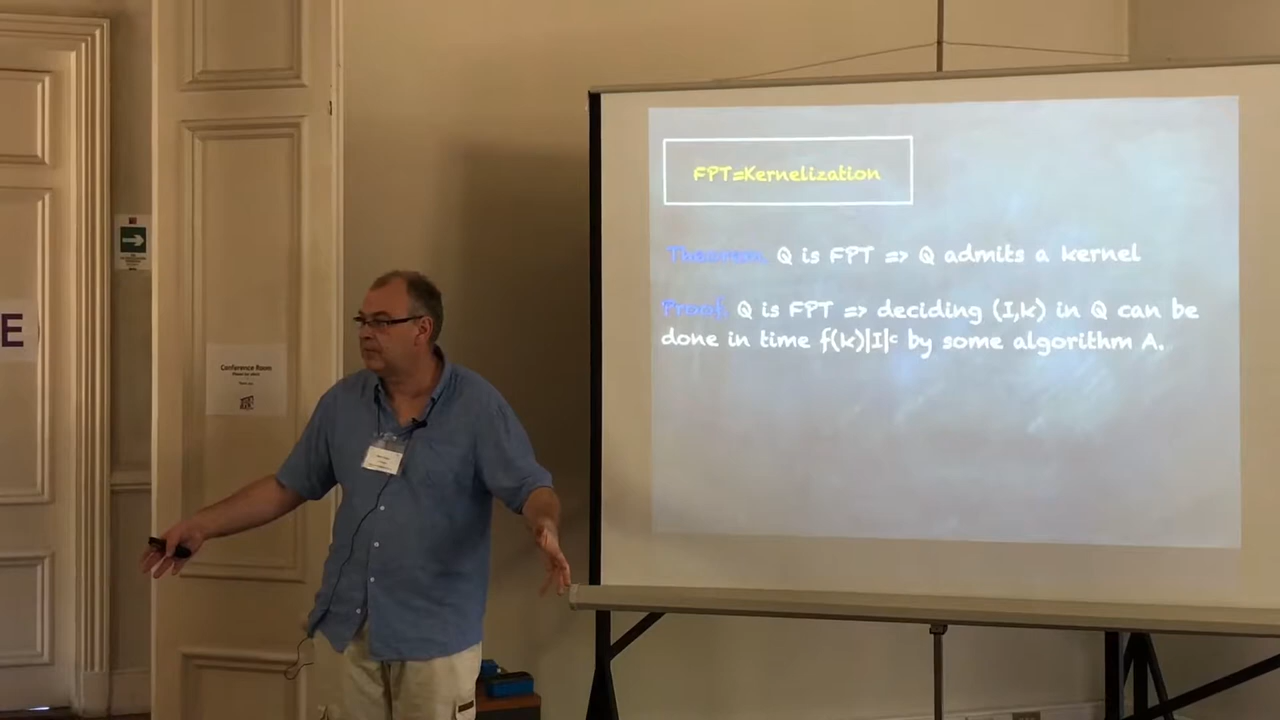 E
Conference Room
FPT=Kernelization
Theorem. Q is FPT => Q admits a kernel
Proof. Q is FPT => deciding (I,k) in Q can be
done in time f(k)|I|ᶜ by some algorithm A.